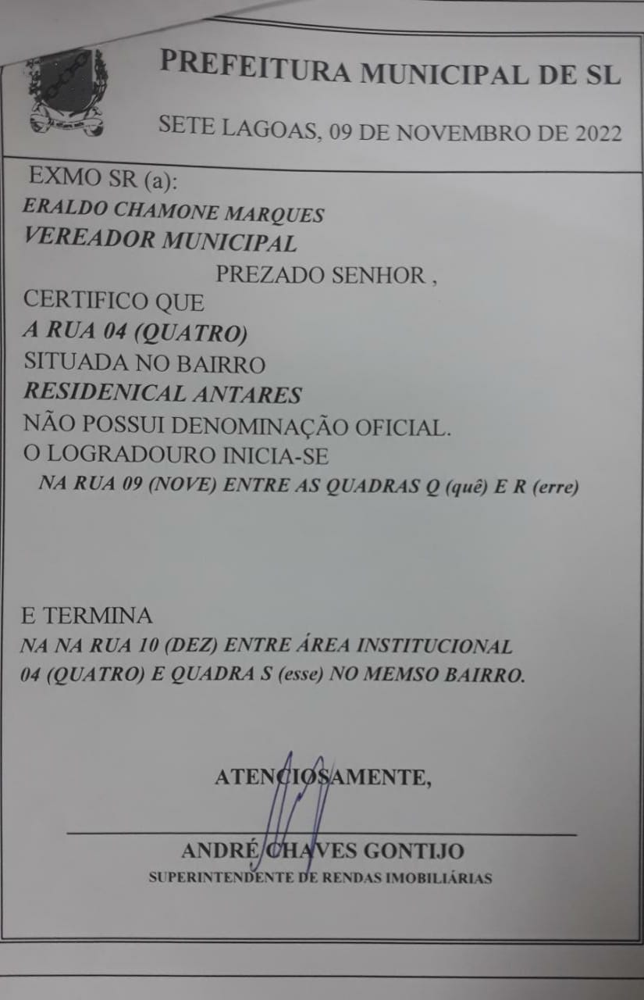 PREFEITURA MUNICIPAL DE SL
SETE LAGOAS, 09 DE NOVEMBRO DE 2022
EXMO SR (a):
ERALDO CHAMONE MARQUES
VEREADOR MUNICIPAL
PREZADO SENHOR ,
CERTIFICO QUE
A RUA 04 (QUATRO)
SITUADA NO BAIRRO
RESIDENICAL ANTARES
NÃO POSSUI DENOMINAÇÃO OFICIAL.
O LOGRADOURO INICIA-SE
NA RUA 09 (NOVE) ENTRE AS QUADRAS Q (quê) E R (erre)
E TERMINA
NA NA RUA 10 (DEZ) ENTRE ÁREA INSTITUCIONAL
04 (QUATRO) E QUADRA S (esse) NO MEMSO BAIRRO.
ATENCIOSAMENTE,
ANDRÉ CHAVES GONTIJO
SUPERINTENDENTE DE RENDAS IMOBILIÁRIAS